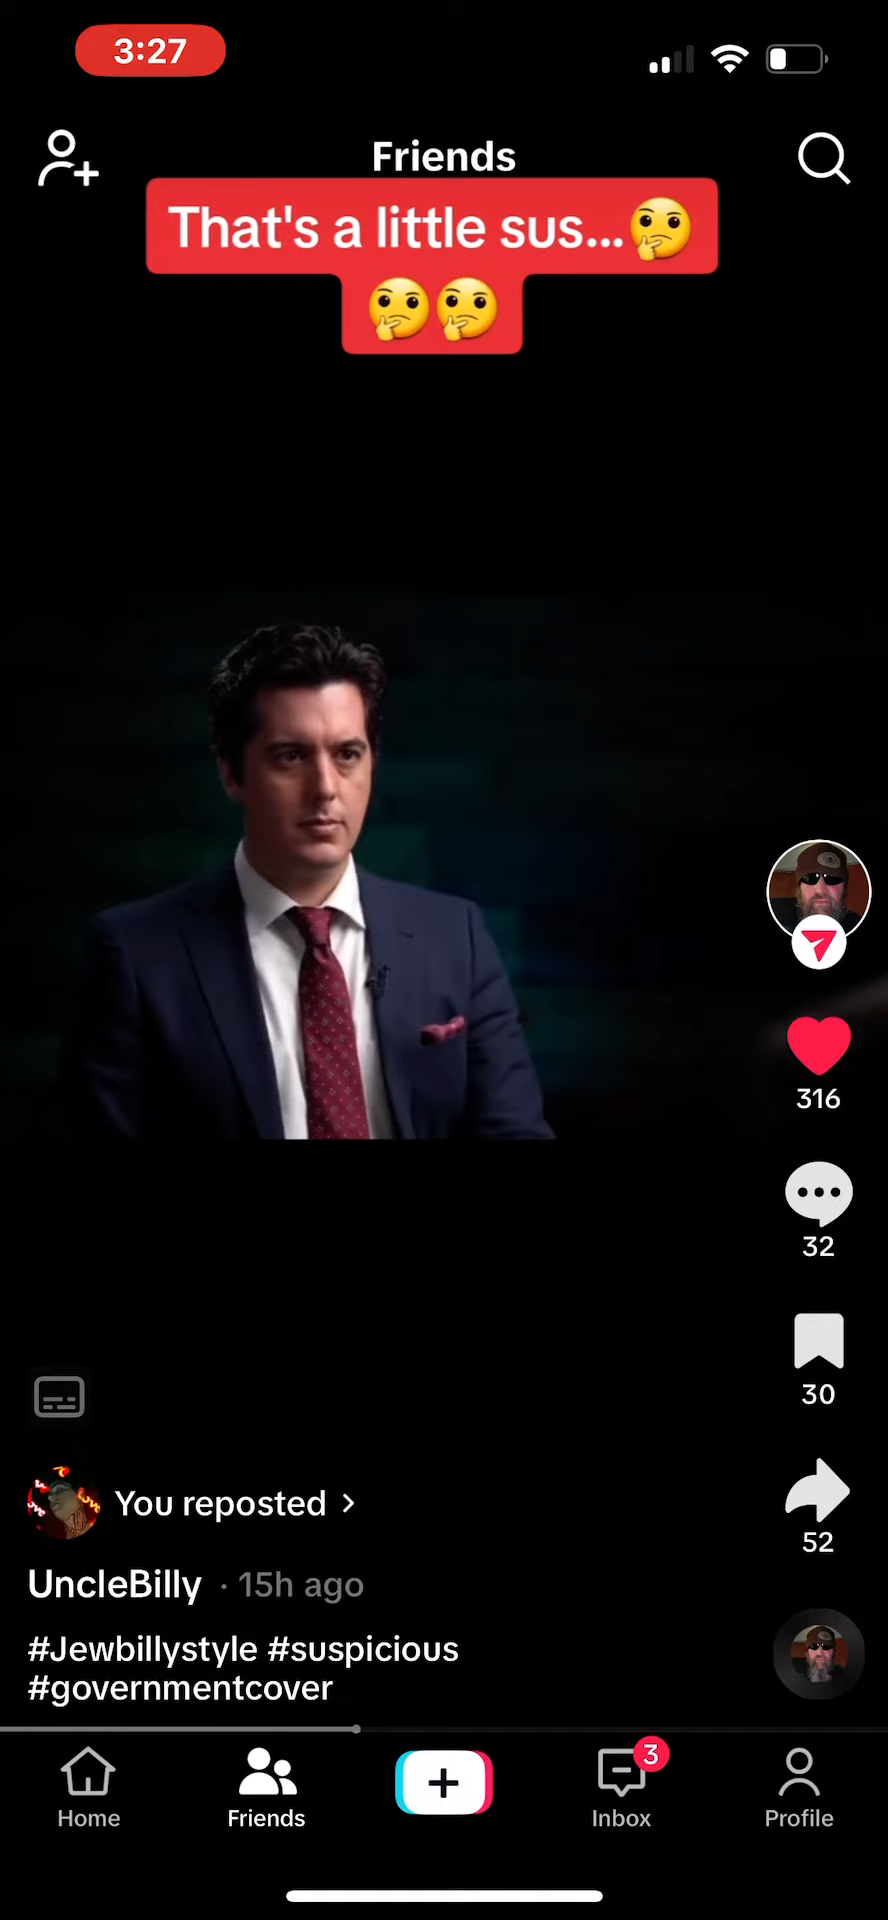 3:27
Friends
That's a little sus...🤔
🤔🤔
316
32
30
52
You reposted >
UncleBilly · 15h ago
#Jewbillystyle #suspicious
#governmentcover
3
Home
Friends
Inbox
Profile